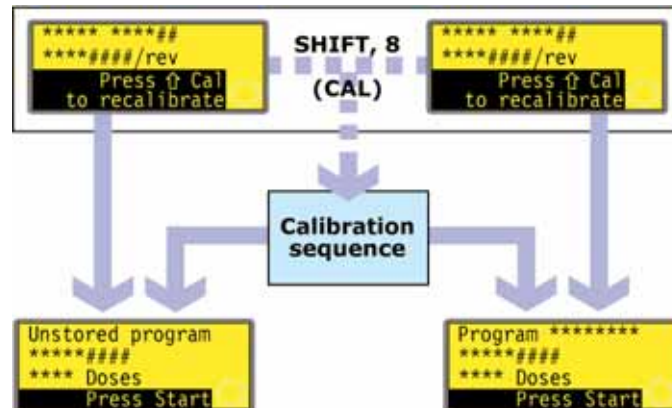 ***** ****##
****####/rev
Press ⇧ Cal
to recalibrate
SHIFT, 8
(CAL)
***** ****##
****####/rev
Press ⇧ Cal
to recalibrate
Calibration
sequence
Unstored program
*****####
**** Doses
Press Start
Program ********
*****####
**** Doses
Press Start